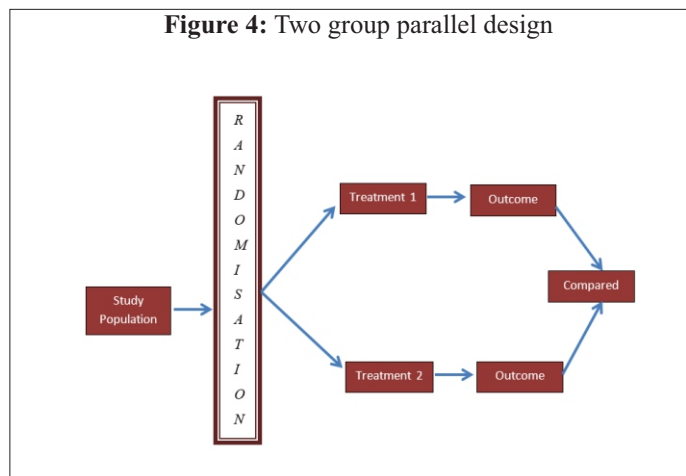 Figure 4: Two group parallel design
R
A
N
D
O
M
I
S
A
T
I
O
N
Treatment 1
Outcome
Study
Population
Compared
Treatment 2
Outcome